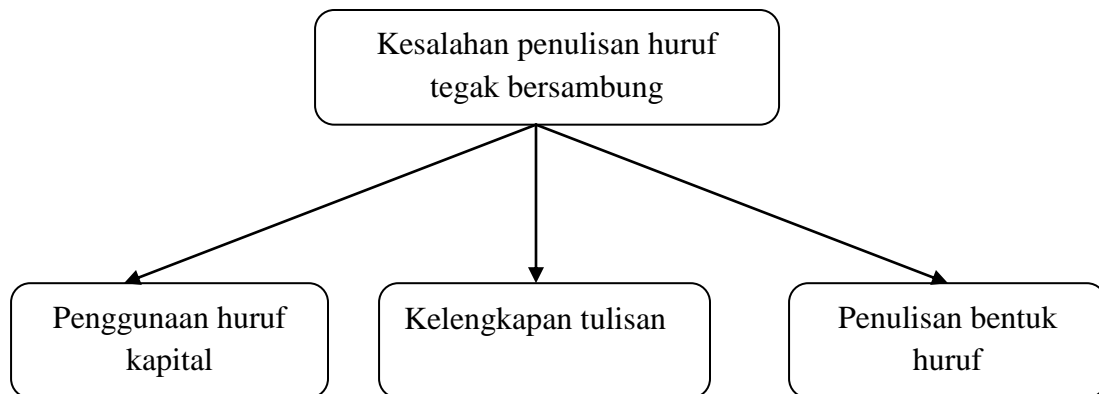 Kesalahan penulisan huruf
tegak bersambung
Penggunaan huruf
kapital
Kelengkapan tulisan
Penulisan bentuk
huruf